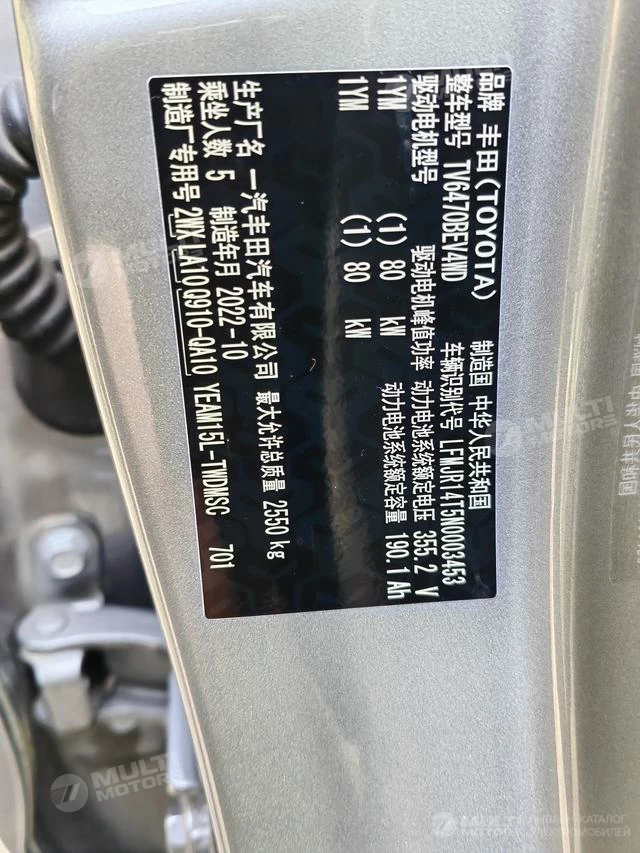 品牌 丰田(TOYOTA) 制造国 中华人民共和国
整车型号 TV6470BEV4WD 车辆识别代号 LFMJR14T5N0003453
驱动电机型号 驱动电机峰值功率 动力电池系统额定电压 355.2 V
1YM (1) 80 kW 动力电池系统额定容量 190.1 Ah
1YM (1) 80 kW
生产厂名 一汽丰田汽车有限公司 最大允许总质量 2550 kg
乘坐人数 5 制造年月 2022-10
制造厂专用号 2WXLA10Q910-QA10 YEAM15L-TWDMSC 701
MULTI MOTORS
MULTI MOTORS
MULTI MOTORS